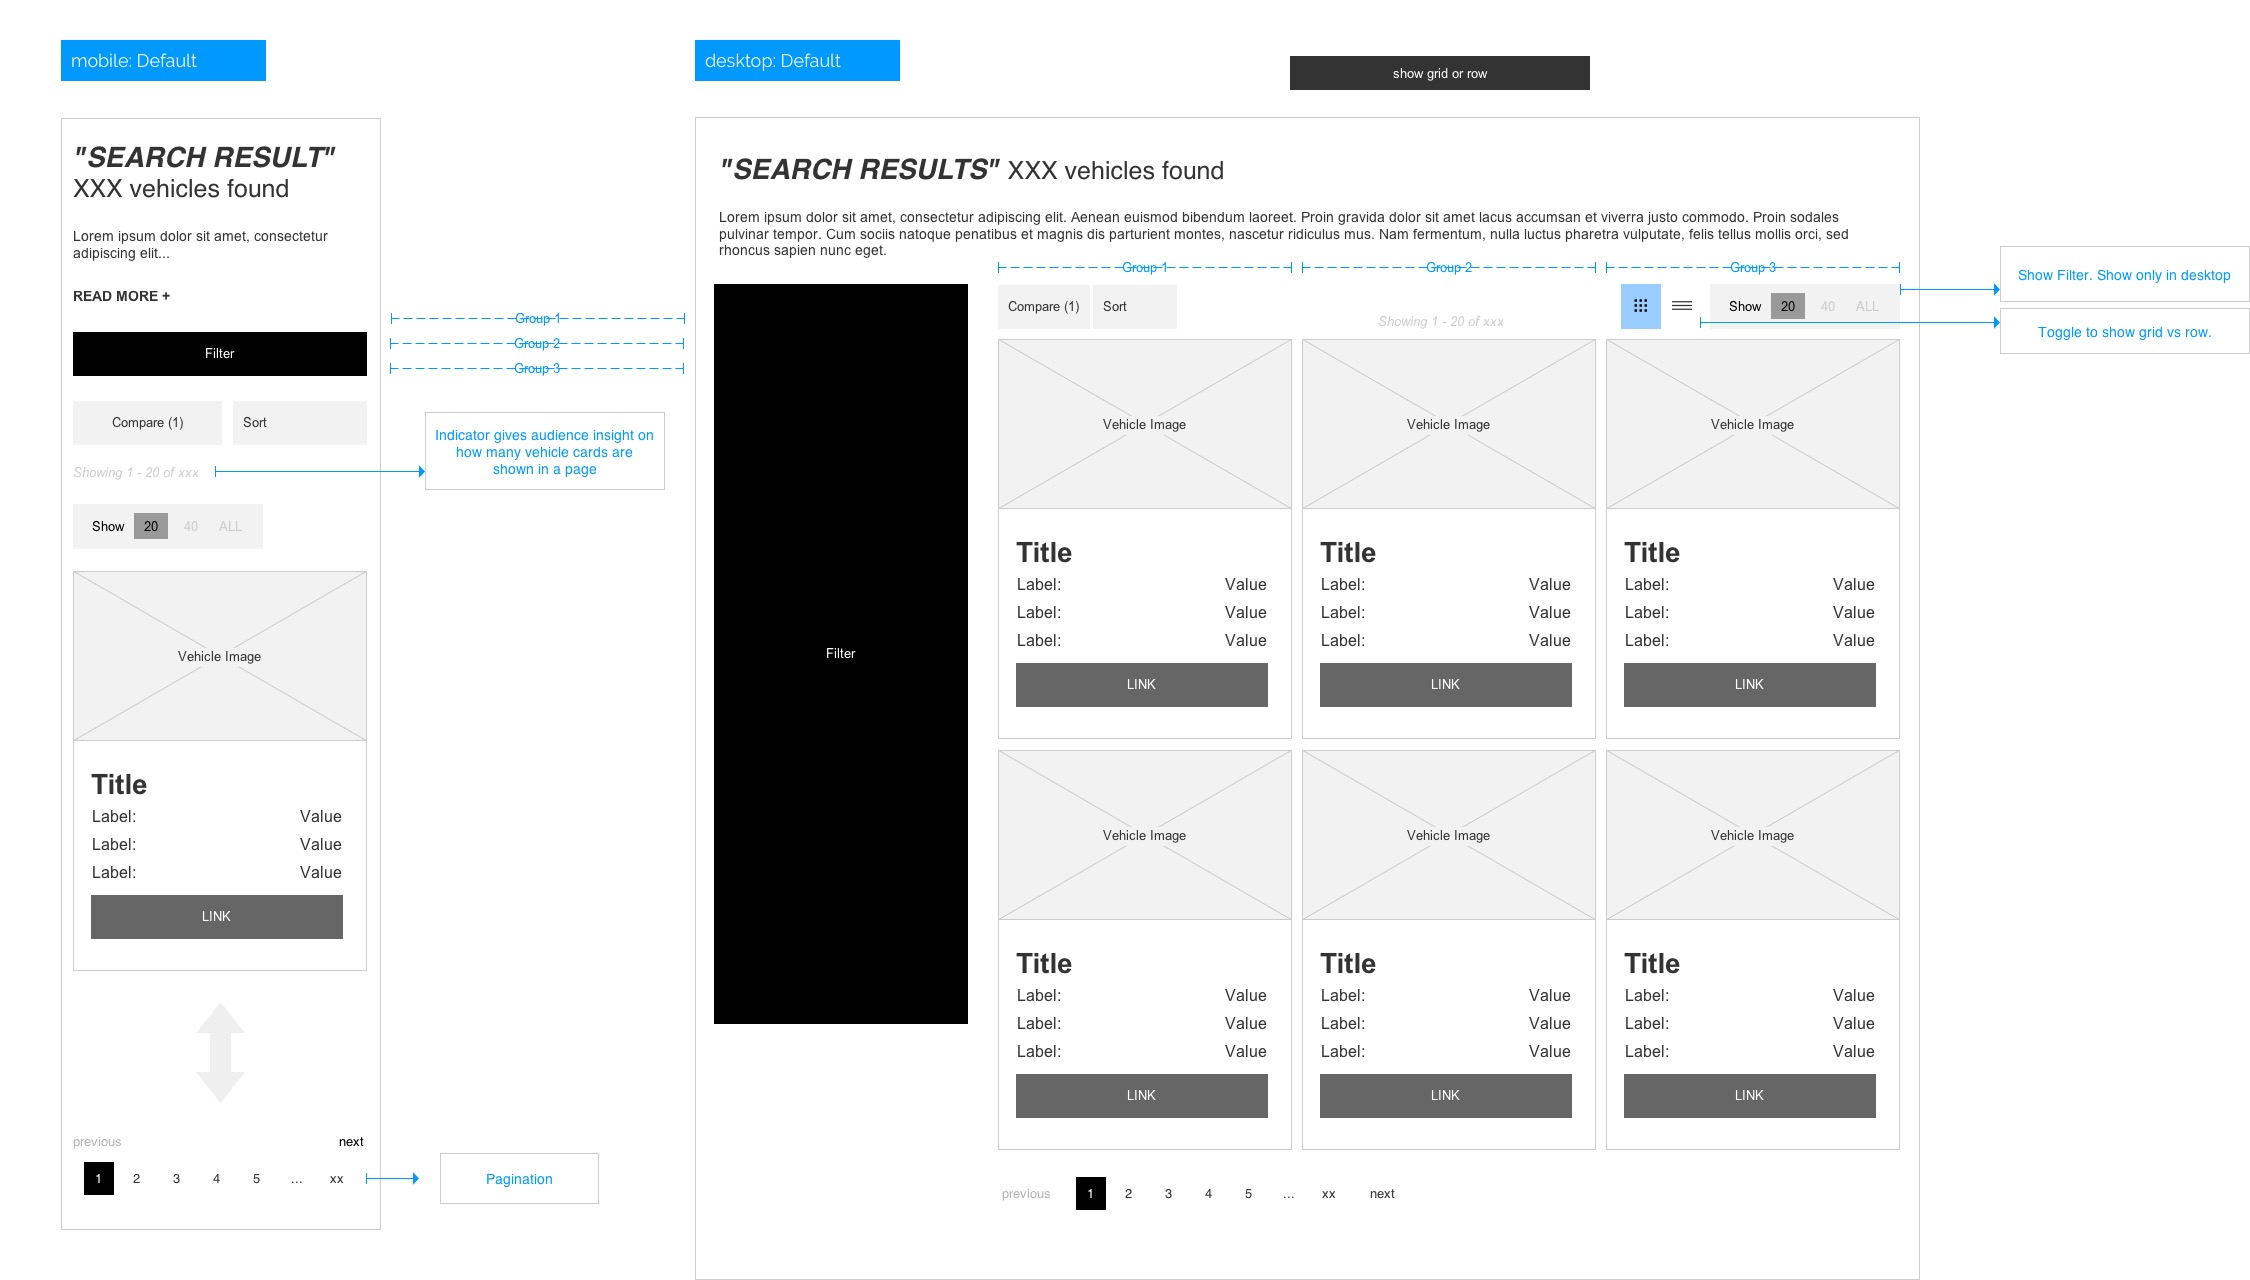 mobile: Default
"SEARCH RESULT"
XXX vehicles found
Lorem ipsum dolor sit amet, consectetur
adipiscing elit...
READ MORE +
Filter
Compare (1)
Sort
Showing 1 - 20 of xxx
Show 20 40 ALL
Vehicle Image
Title
Label: Value
Label: Value
Label: Value
LINK
previous next
1 2 3 4 5 ... xx
Group 1
Group 2
Group 3
Indicator gives audience insight on
how many vehicle cards are
shown in a page
Pagination
desktop: Default
show grid or row
"SEARCH RESULTS" XXX vehicles found
Lorem ipsum dolor sit amet, consectetur adipiscing elit. Aenean euismod bibendum laoreet. Proin gravida dolor sit amet lacus accumsan et viverra justo commodo. Proin sodales
pulvinar tempor. Cum sociis natoque penatibus et magnis dis parturient montes, nascetur ridiculus mus. Nam fermentum, nulla luctus pharetra vulputate, felis tellus mollis orci, sed
rhoncus sapien nunc eget.
Group 1 Group 2 Group 3
Filter
Compare (1) Sort
Showing 1 - 20 of xxx
Show 20 40 ALL
Show Filter. Show only in desktop
Toggle to show grid vs row.
Vehicle Image Vehicle Image Vehicle Image
Title Title Title
Label: Value Label: Value Label: Value
Label: Value Label: Value Label: Value
Label: Value Label: Value Label: Value
LINK LINK LINK
Vehicle Image Vehicle Image Vehicle Image
Title Title Title
Label: Value Label: Value Label: Value
Label: Value Label: Value Label: Value
Label: Value Label: Value Label: Value
LINK LINK LINK
previous 1 2 3 4 5 ... xx next